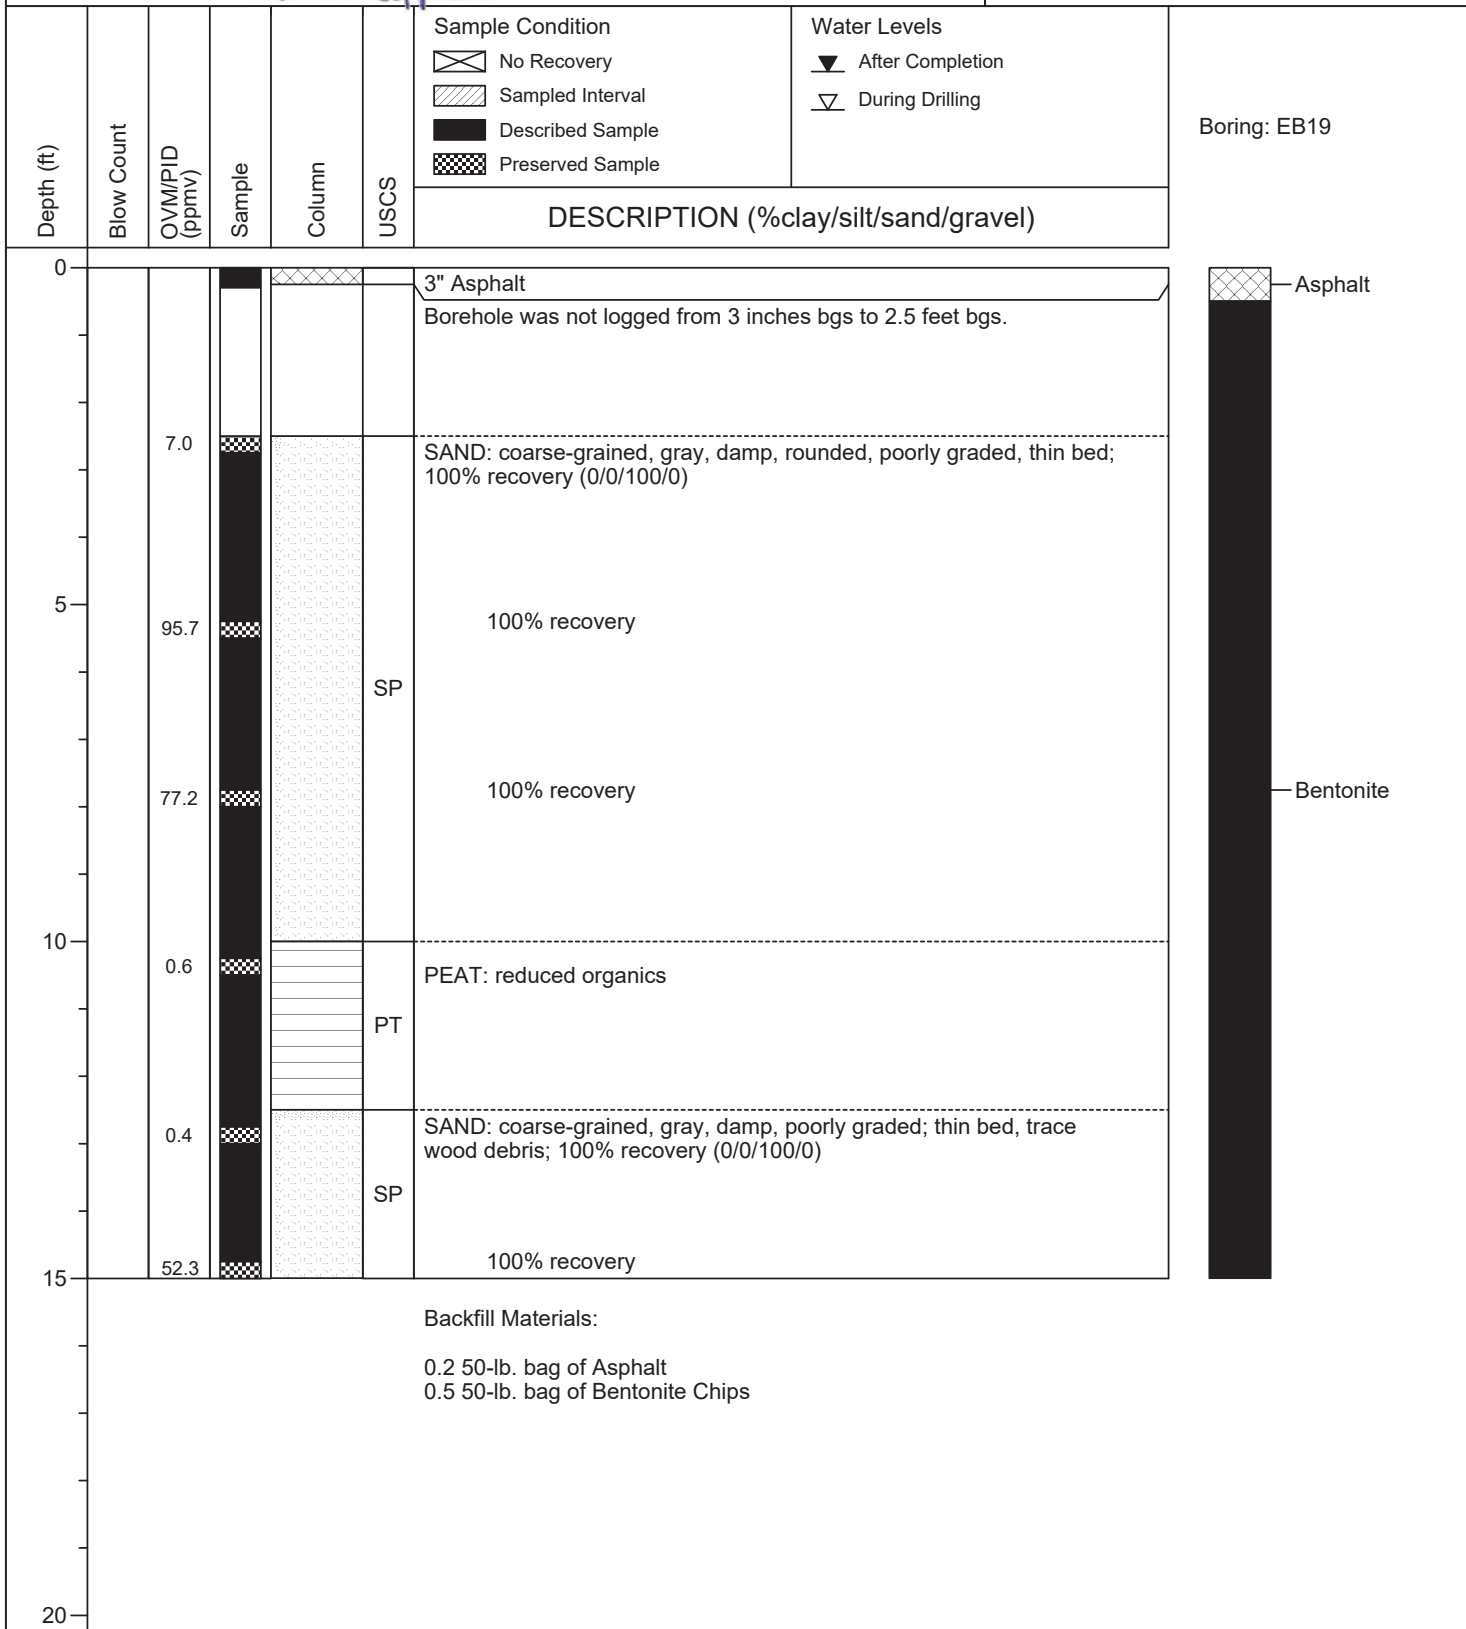 Sample Condition
No Recovery
Sampled Interval
Described Sample
Preserved Sample
Water Levels
After Completion
During Drilling
Boring: EB19
Depth (ft)
Blow Count
OVM/PID
(ppmv)
Sample
Column
USCS
DESCRIPTION (%clay/silt/sand/gravel)
0
3" Asphalt
Asphalt
Borehole was not logged from 3 inches bgs to 2.5 feet bgs.
7.0
SAND: coarse-grained, gray, damp, rounded, poorly graded, thin bed;
100% recovery (0/0/100/0)
5
95.7
100% recovery
SP
77.2
100% recovery
Bentonite
10
0.6
PEAT: reduced organics
PT
0.4
SAND: coarse-grained, gray, damp, poorly graded; thin bed, trace
wood debris; 100% recovery (0/0/100/0)
SP
52.3
100% recovery
15
Backfill Materials:
0.2 50-lb. bag of Asphalt
0.5 50-lb. bag of Bentonite Chips
20